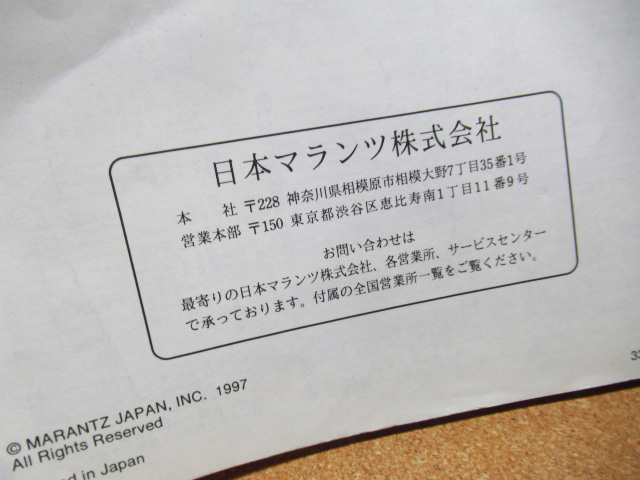 日本マランツ株式会社
本　　社 〒228 神奈川県相模原市相模大野7丁目35番1号
営業本部 〒150 東京都渋谷区恵比寿南1丁目11番9号
お問い合わせは
最寄りの日本マランツ株式会社、各営業所、サービスセンター
で承っております。付属の全国営業所一覧をご覧ください。
© MARANTZ JAPAN, INC. 1997
All Rights Reserved
in Japan